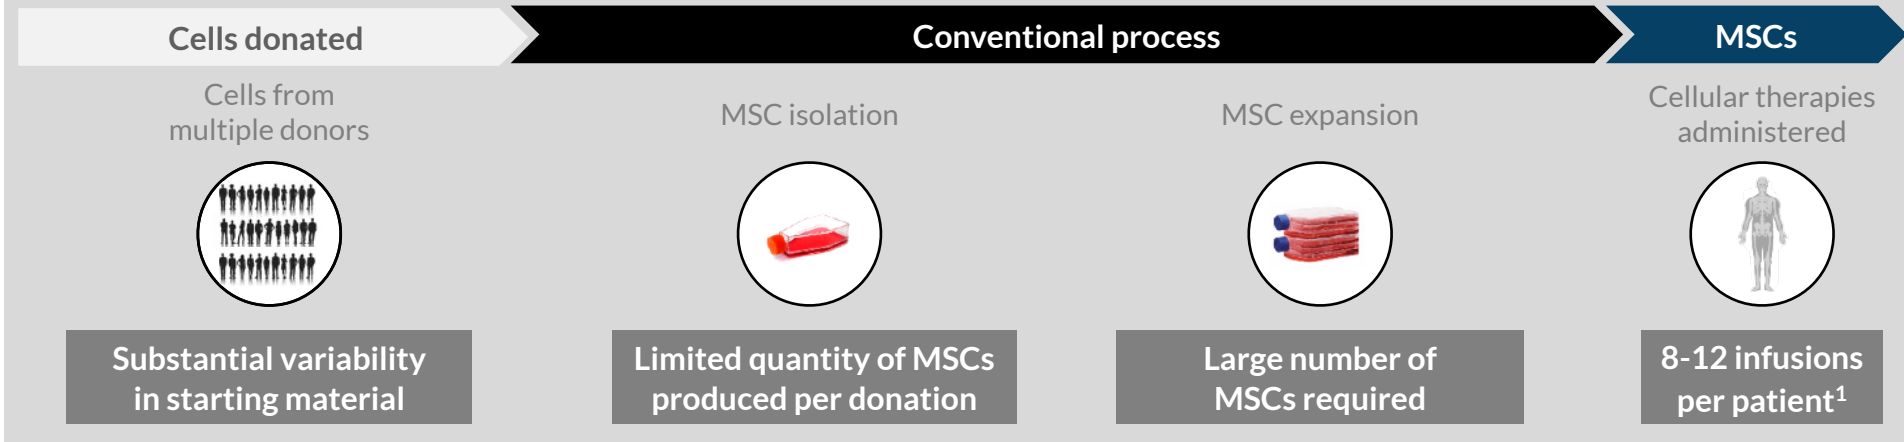 Cells donated
Conventional process
MSCs
Cells from
multiple donors
MSC isolation
MSC expansion
Cellular therapies
administered
Substantial variability
in starting material
Limited quantity of MSCs
produced per donation
Large number of
MSCs required
8-12 infusions
per patient¹